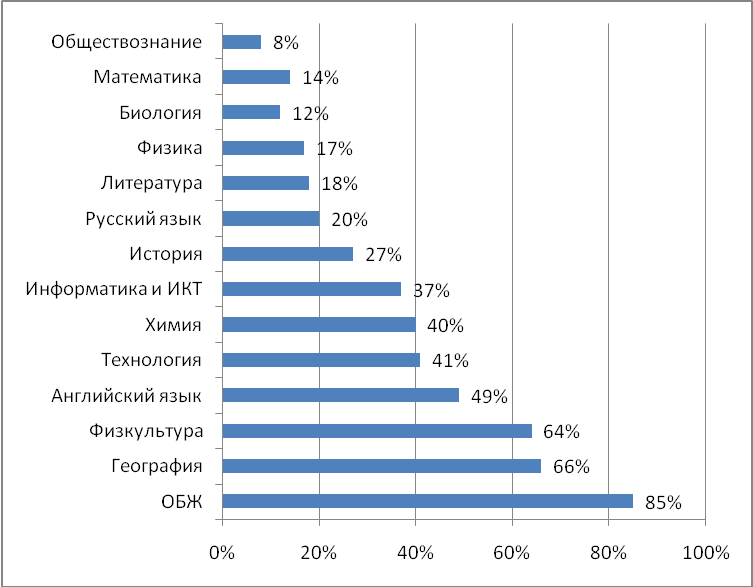 Обществознание 8%
Математика 14%
Биология 12%
Физика 17%
Литература 18%
Русский язык 20%
История 27%
Информатика и ИКТ 37%
Химия 40%
Технология 41%
Английский язык 49%
Физкультура 64%
География 66%
ОБЖ 85%
0% 20% 40% 60% 80% 100%